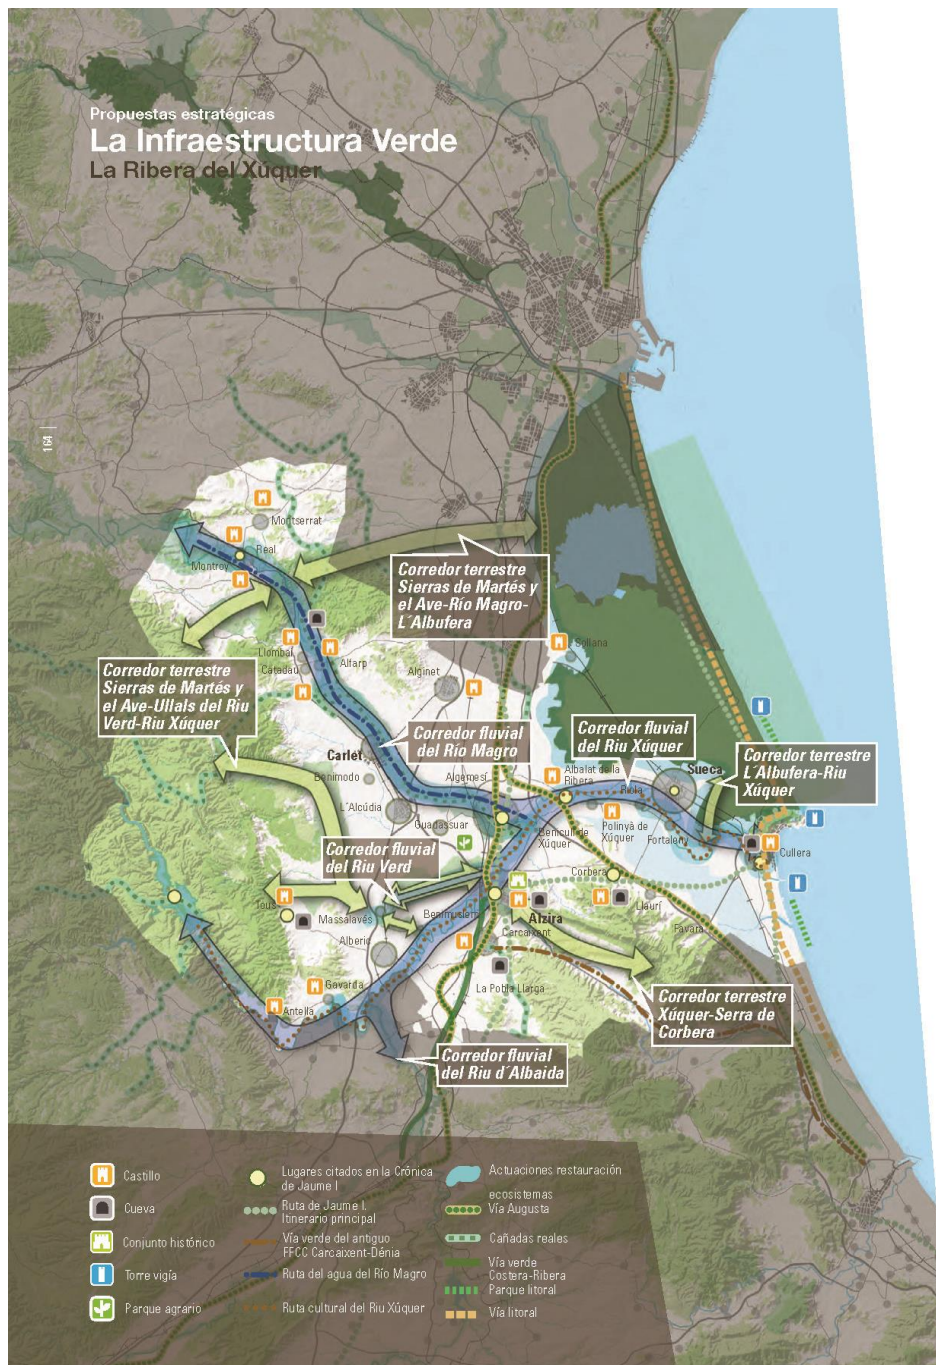 Propuestas estratégicas
La Infraestructura Verde
La Ribera del Xúquer
164
Montserrat
Real
Montroy
Corredor terrestre
Sierras de Martés y
el Ave-Río Magro-
L´Albufera
Llombai
Catadau
Alfarp
Alginet
Sollana
Corredor terrestre
Sierras de Martés y
el Ave-Ullals del Riu
Verd-Riu Xúquer
Corredor fluvial
del Río Magro
Corredor fluvial
del Riu Xúquer
Corredor terrestre
L´Albufera-Riu
Xúquer
Carlet
Benimodo
Algemesí
Albalat de la
Ribera
Riola
Sueca
L´Alcúdia
Guadassuar
Benicull de
Xúquer
Polinyà de
Xúquer
Fortaleny
Cullera
Corredor fluvial
del Riu Verd
Corbera
Tous
Massalavés
Benimuslem
Alzira
Carcaixent
Llaurí
Favara
Alberic
La Pobla Llarga
Gavarda
Antella
Corredor terrestre
Xúquer-Serra de
Corbera
Corredor fluvial
del Riu d´Albaida
Castillo
Cueva
Conjunto histórico
Torre vigía
Parque agrario
Lugares citados en la Crónica
de Jaume I
Ruta de Jaume I.
Itinerario principal
Vía verde del antiguo
FFCC Carcaixent-Dénia
Ruta del agua del Río Magro
Ruta cultural del Riu Xúquer
Actuaciones restauración
ecosistemas
Vía Augusta
Cañadas reales
Vía verde
Costera-Ribera
Parque litoral
Vía litoral